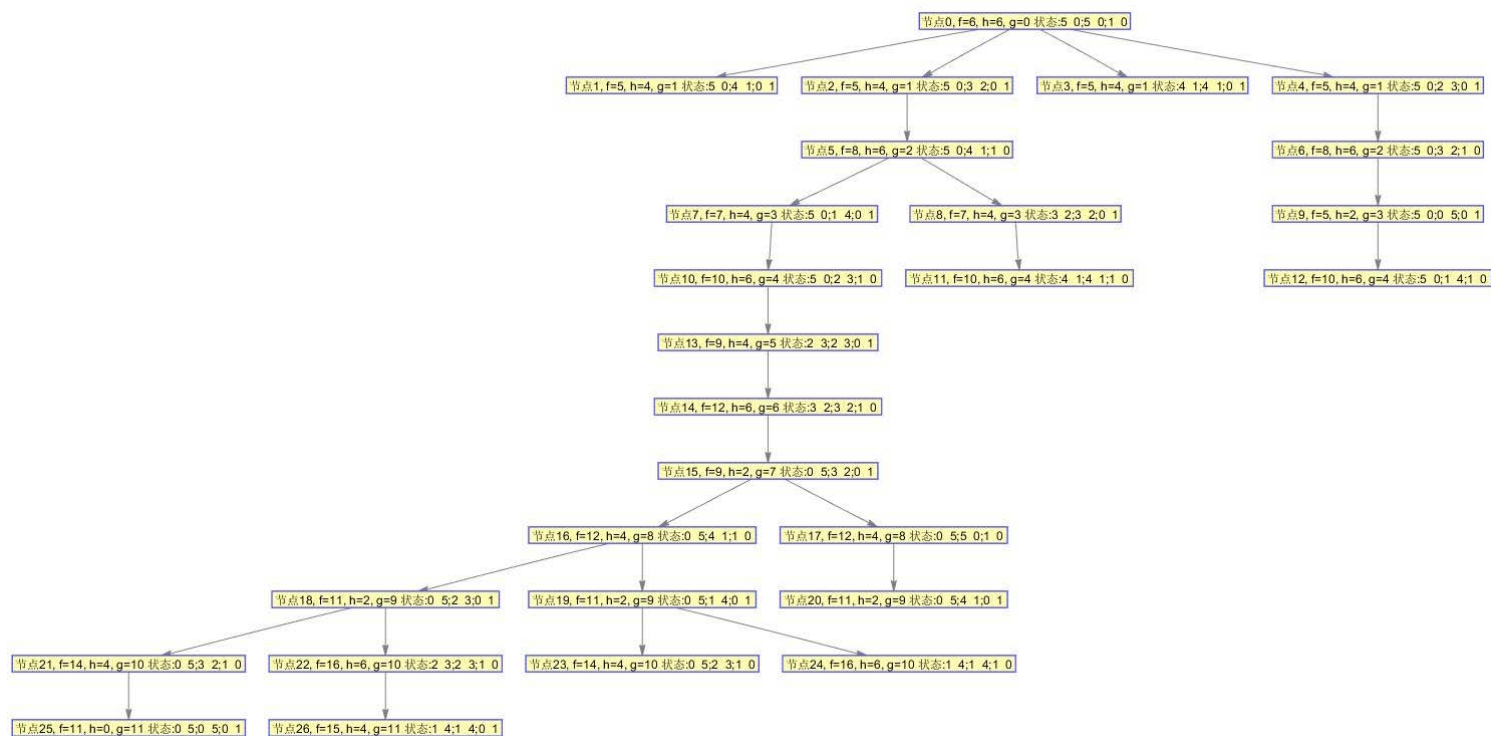 节点0, f=6, h=6, g=0 状态:5  0;5  0;1  0
节点1, f=5, h=4, g=1 状态:5  0;4  1;0  1
节点2, f=5, h=4, g=1 状态:5  0;3  2;0  1
节点3, f=5, h=4, g=1 状态:4  1;4  1;0  1
节点4, f=5, h=4, g=1 状态:5  0;2  3;0  1
节点5, f=8, h=6, g=2 状态:5  0;4  1;1  0
节点6, f=8, h=6, g=2 状态:5  0;3  2;1  0
节点7, f=7, h=4, g=3 状态:5  0;1  4;0  1
节点8, f=7, h=4, g=3 状态:3  2;3  2;0  1
节点9, f=5, h=2, g=3 状态:5  0;0  5;0  1
节点10, f=10, h=6, g=4 状态:5  0;2  3;1  0
节点11, f=10, h=6, g=4 状态:4  1;4  1;1  0
节点12, f=10, h=6, g=4 状态:5  0;1  4;1  0
节点13, f=9, h=4, g=5 状态:2  3;2  3;0  1
节点14, f=12, h=6, g=6 状态:3  2;3  2;1  0
节点15, f=9, h=2, g=7 状态:0  5;3  2;0  1
节点16, f=12, h=4, g=8 状态:0  5;4  1;1  0
节点17, f=12, h=4, g=8 状态:0  5;5  0;1  0
节点18, f=11, h=2, g=9 状态:0  5;2  3;0  1
节点19, f=11, h=2, g=9 状态:0  5;1  4;0  1
节点20, f=11, h=2, g=9 状态:0  5;4  1;0  1
节点21, f=14, h=4, g=10 状态:0  5;3  2;1  0
节点22, f=16, h=6, g=10 状态:2  3;2  3;1  0
节点23, f=14, h=4, g=10 状态:0  5;2  3;1  0
节点24, f=16, h=6, g=10 状态:1  4;1  4;1  0
节点25, f=11, h=0, g=11 状态:0  5;0  5;0  1
节点26, f=15, h=4, g=11 状态:1  4;1  4;0  1